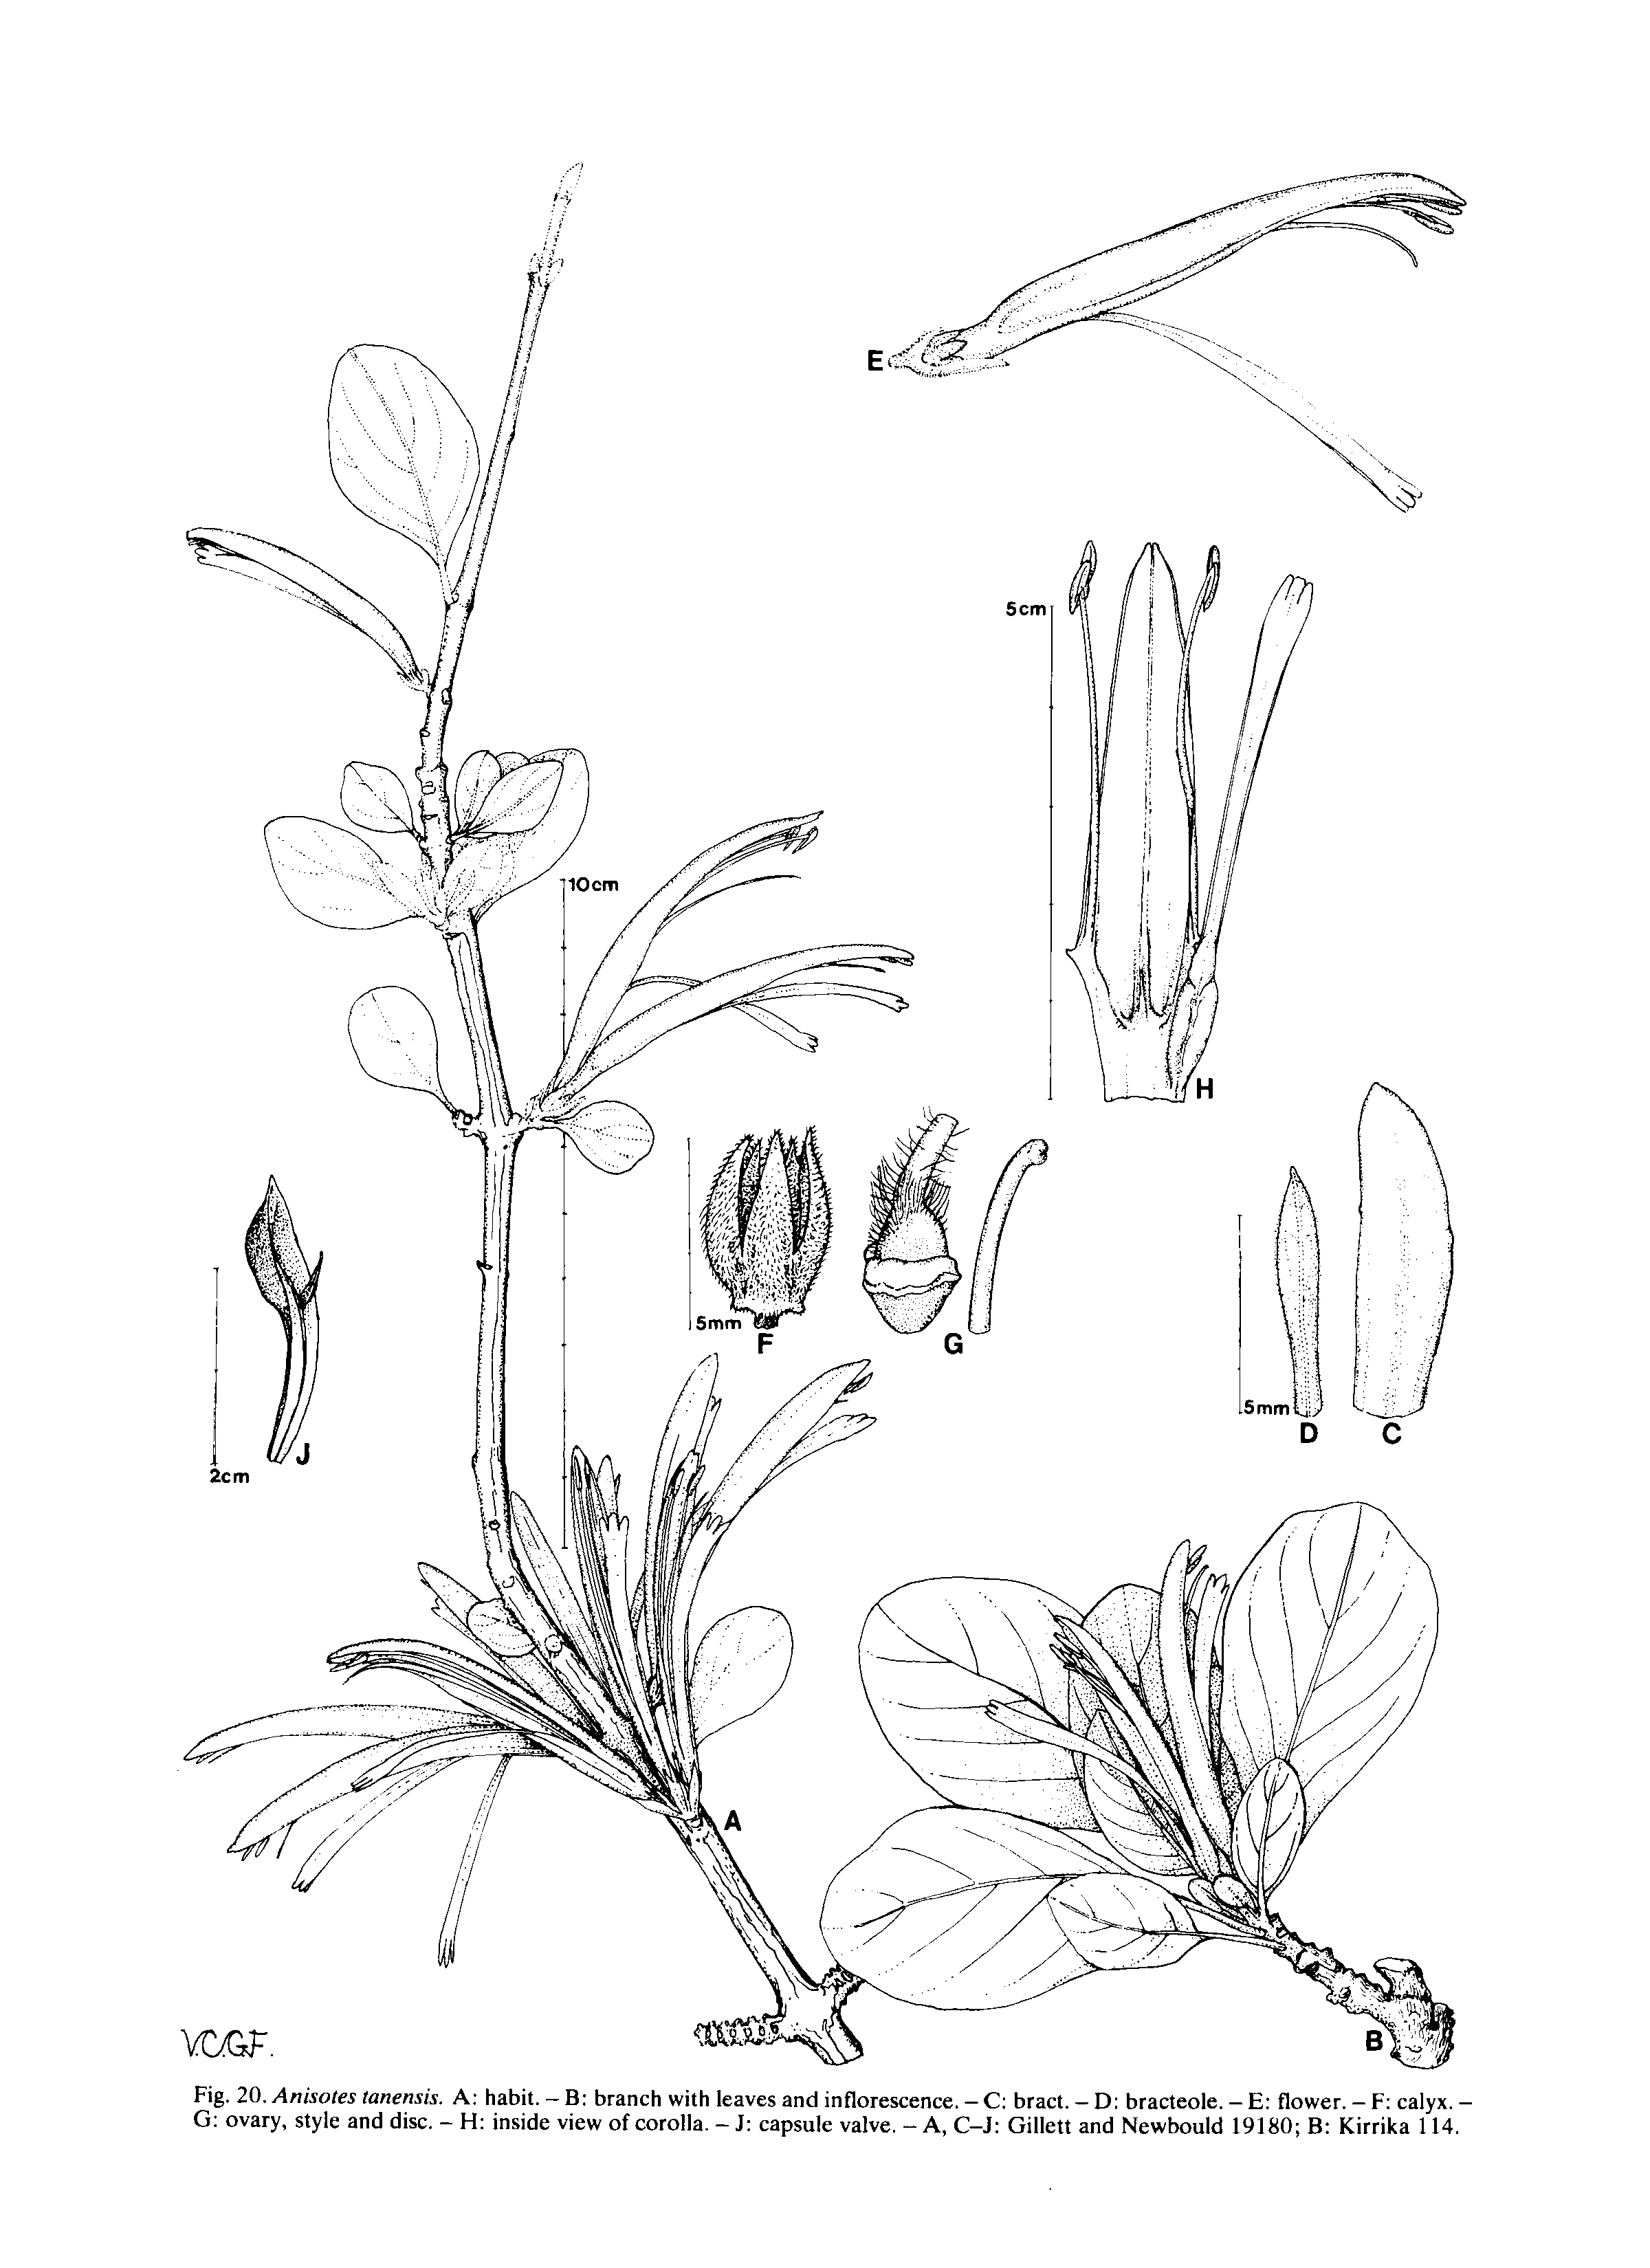 E
5cm
10cm
H
5mm
F
G
5mm
D
C
J
2cm
A
B
V.C.G.F.
Fig. 20. Anisotes tanensis. A: habit. – B: branch with leaves and inflorescence. – C: bract. – D: bracteole. – E: flower. – F: calyx. –
G: ovary, style and disc. – H: inside view of corolla. – J: capsule valve. – A, C–J: Gillett and Newbould 19180; B: Kirrika 114.